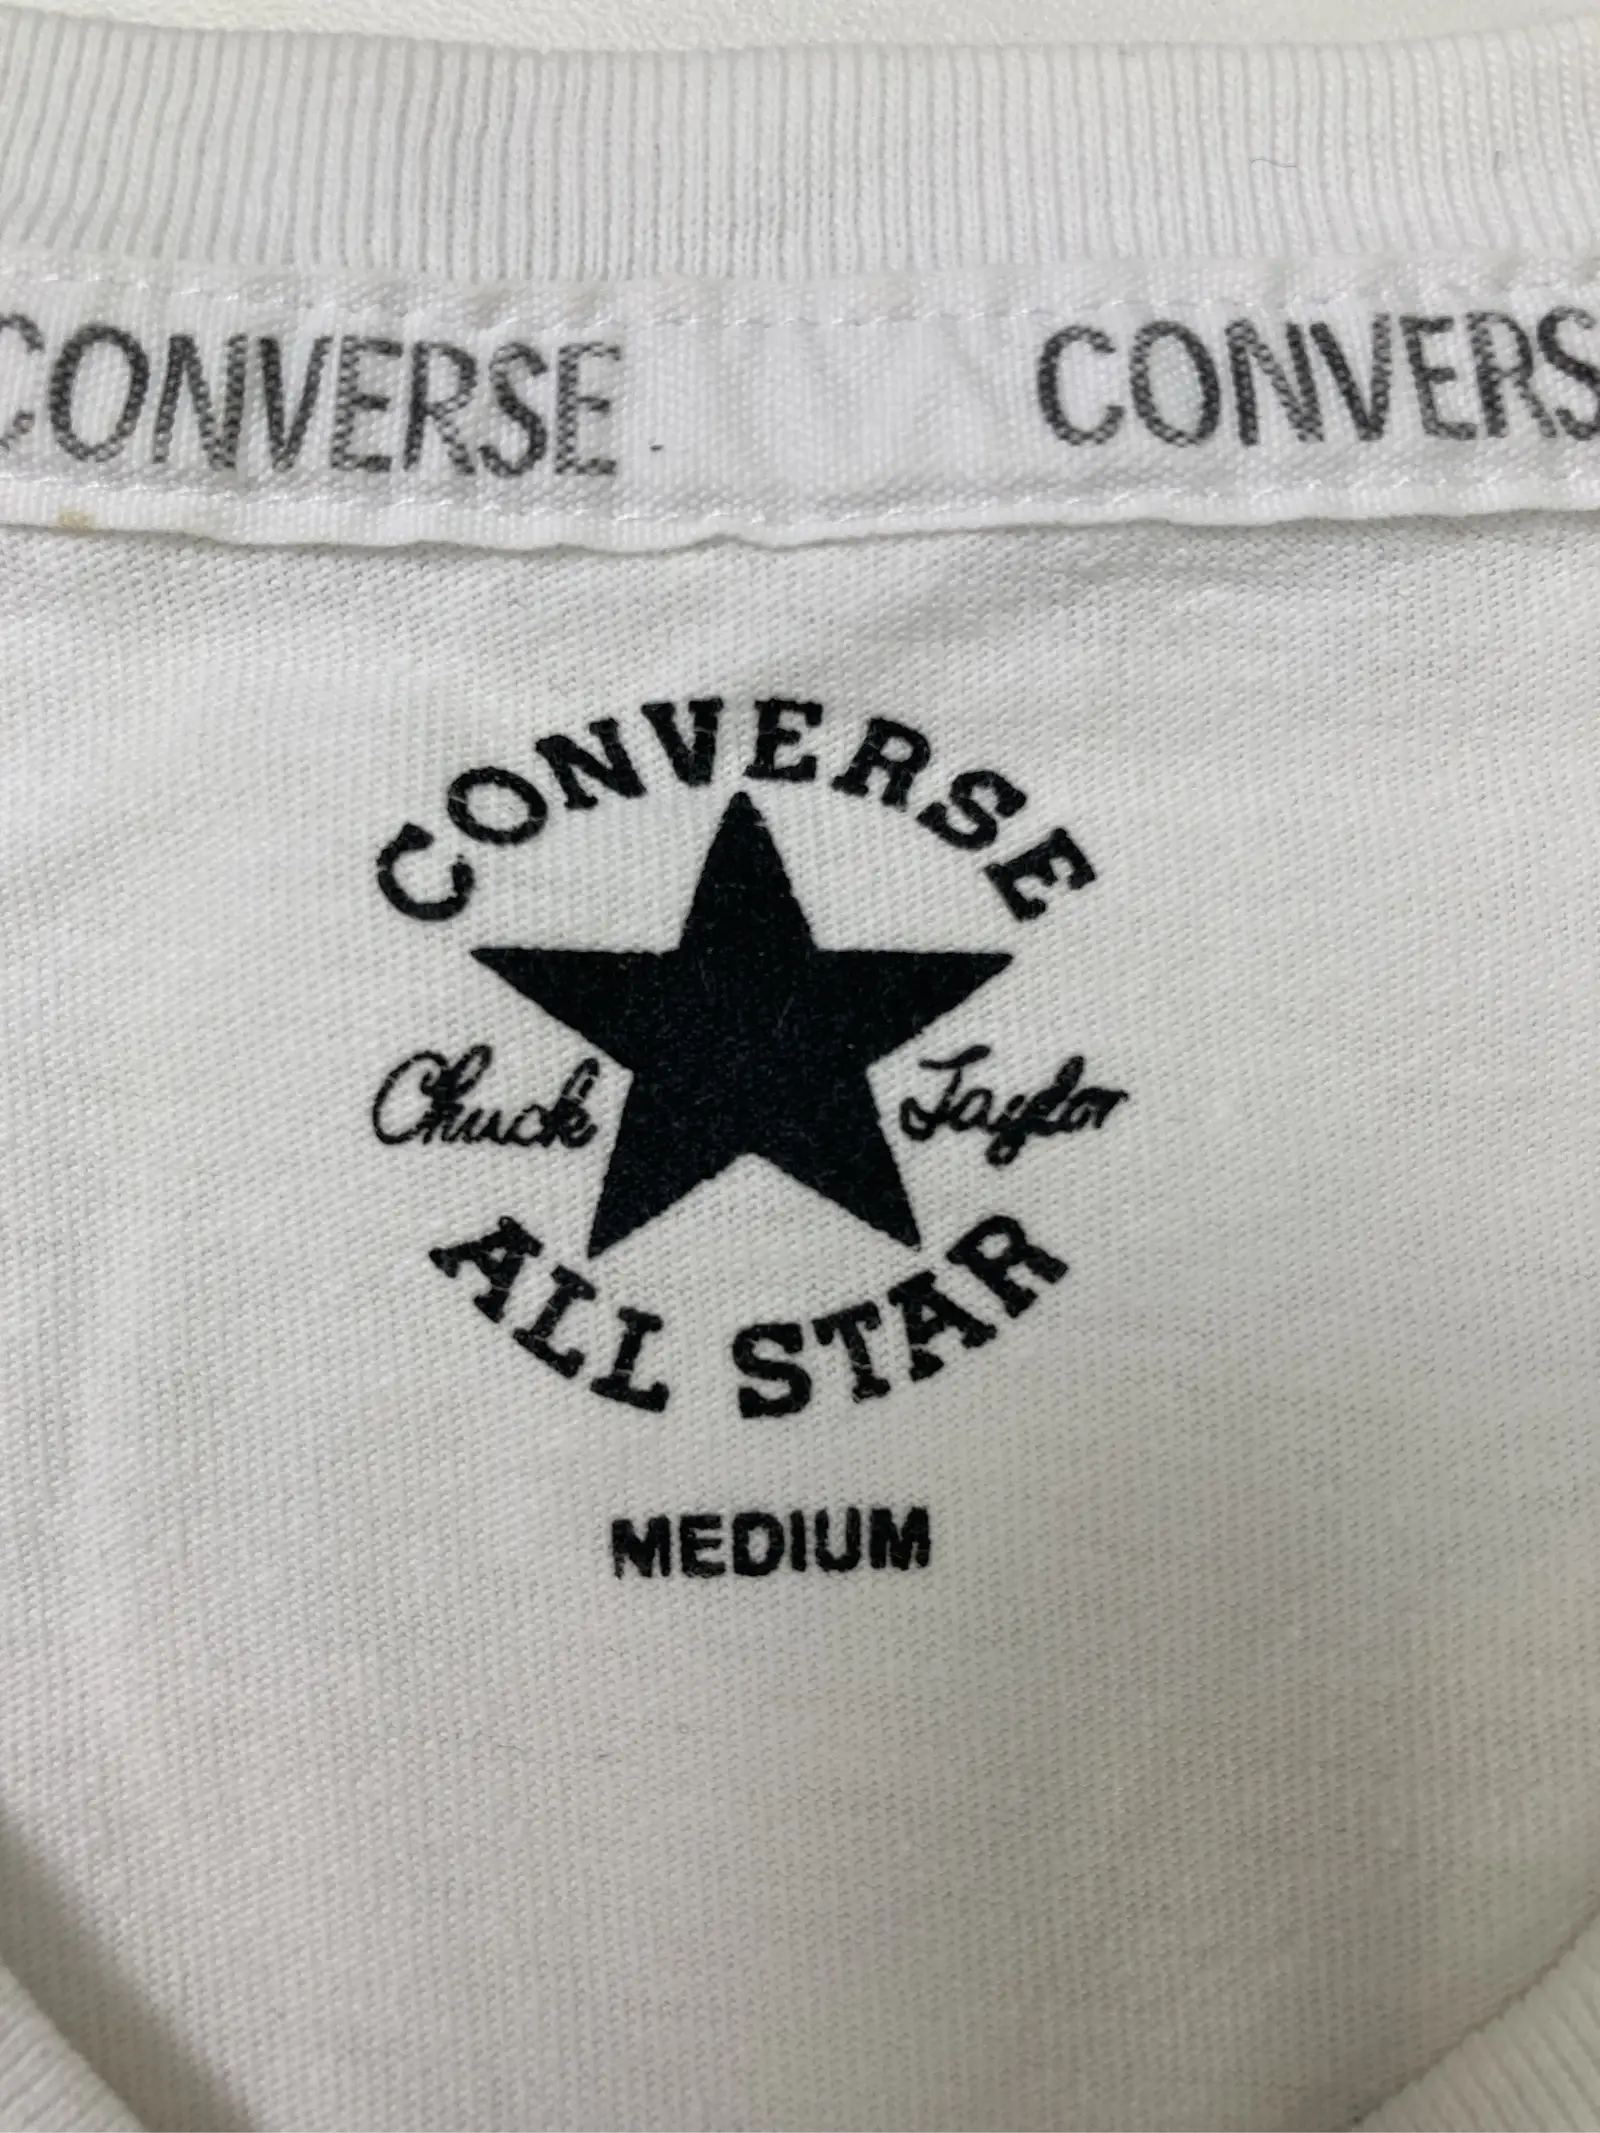 CONVERSE CONVERS
CONVERSE
Chuck Taylor
ALL STAR
MEDIUM